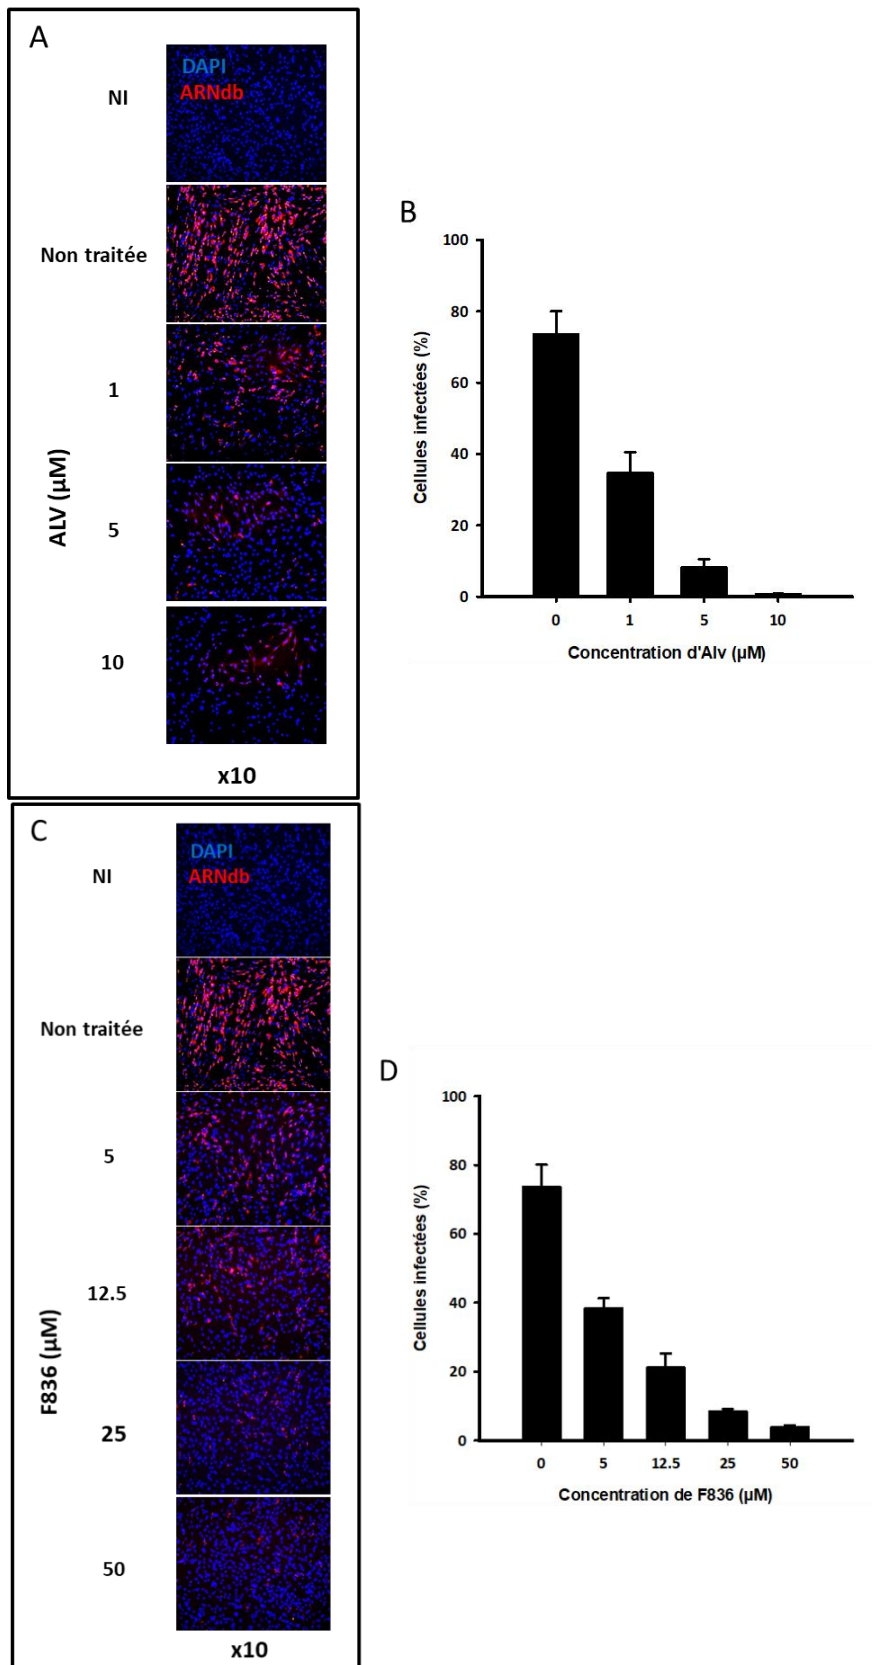 A
DAPI
ARNdb
NI
Non traitée
1
ALV (µM)
5
10
x10
B
100
80
60
40
20
0
Cellules infectées (%)
0 1 5 10
Concentration d'Alv (µM)
C
DAPI
ARNdb
NI
Non traitée
5
12.5
F836 (µM)
25
50
x10
D
100
80
60
40
20
0
Cellules infectées (%)
0 5 12.5 25 50
Concentration de F836 (µM)